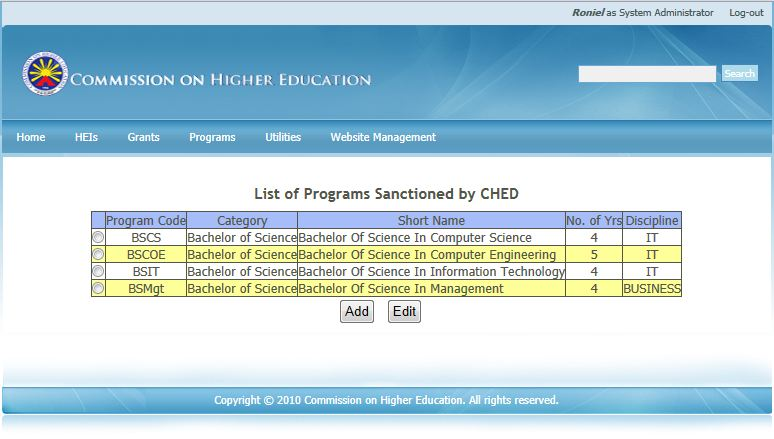 Roniel as System Administrator Log-out
COMMISSION ON HIGHER EDUCATION
Search
Home HEIs Grants Programs Utilities Website Management
List of Programs Sanctioned by CHED
Program Code Category Short Name No. of Yrs Discipline
BSCS Bachelor of Science Bachelor Of Science In Computer Science 4 IT
BSCOE Bachelor of Science Bachelor Of Science In Computer Engineering 5 IT
BSIT Bachelor of Science Bachelor Of Science In Information Technology 4 IT
BSMgt Bachelor of Science Bachelor Of Science In Management 4 BUSINESS
Add Edit
Copyright © 2010 Commission on Higher Education. All rights reserved.